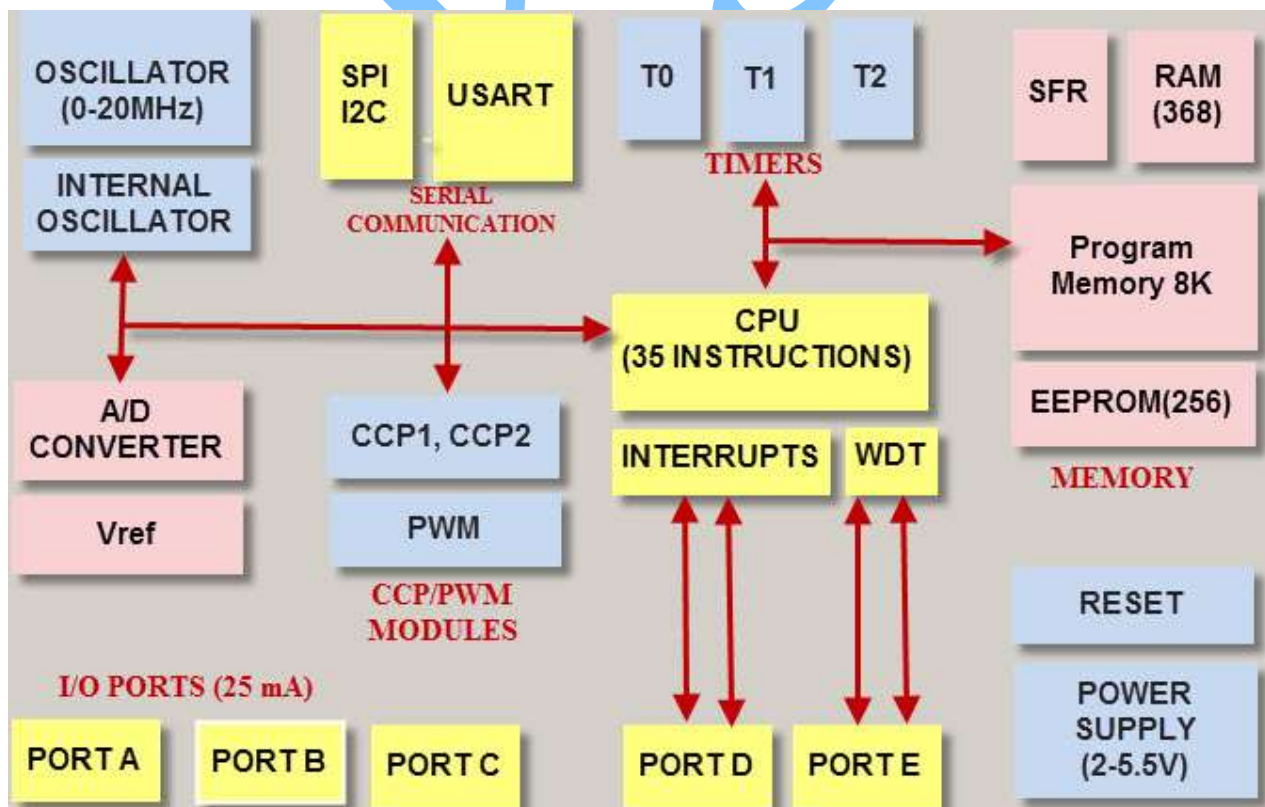 OSCILLATOR
(0-20MHz)
SPI
I2C
USART
T0
T1
T2
SFR
RAM
(368)
INTERNAL
OSCILLATOR
SERIAL
COMMUNICATION
TIMERS
Program
Memory 8K
CPU
(35 INSTRUCTIONS)
EEPROM(256)
A/D
CONVERTER
CCP1, CCP2
INTERRUPTS
WDT
MEMORY
Vref
PWM
CCP/PWM
MODULES
RESET
I/O PORTS (25 mA)
POWER
SUPPLY
(2-5.5V)
PORT A
PORT B
PORT C
PORT D
PORT E